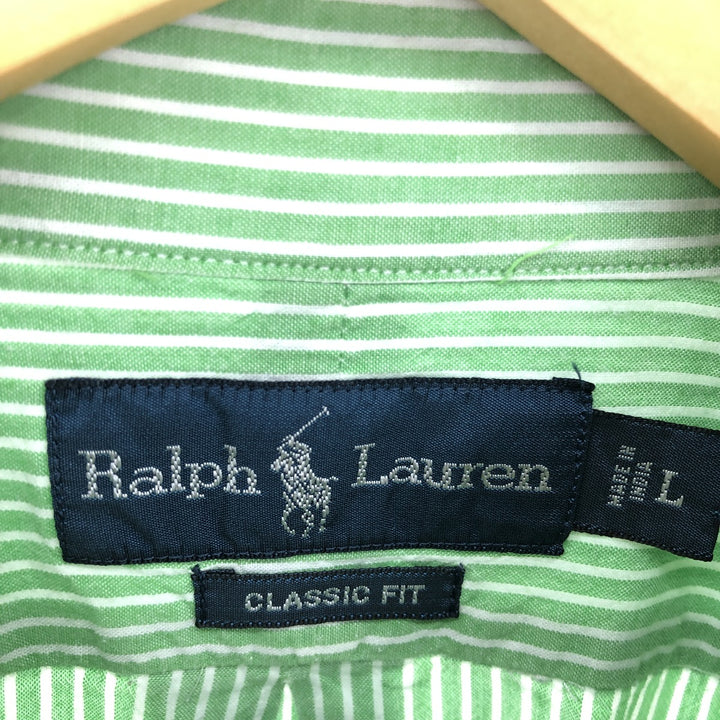 Ralph Lauren
MADE IN
INDIA
L
CLASSIC FIT